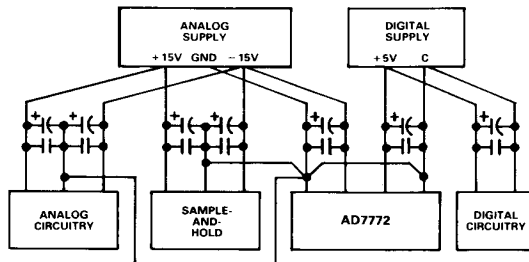 ANALOG
SUPPLY
+ 15V GND – 15V
DIGITAL SUPPLY
+ 5V C
+
+
+
+
+
ANALOG
CIRCUITRY
SAMPLE-
AND-
HOLD
AD7772
DIGITAL
CIRCUITRY